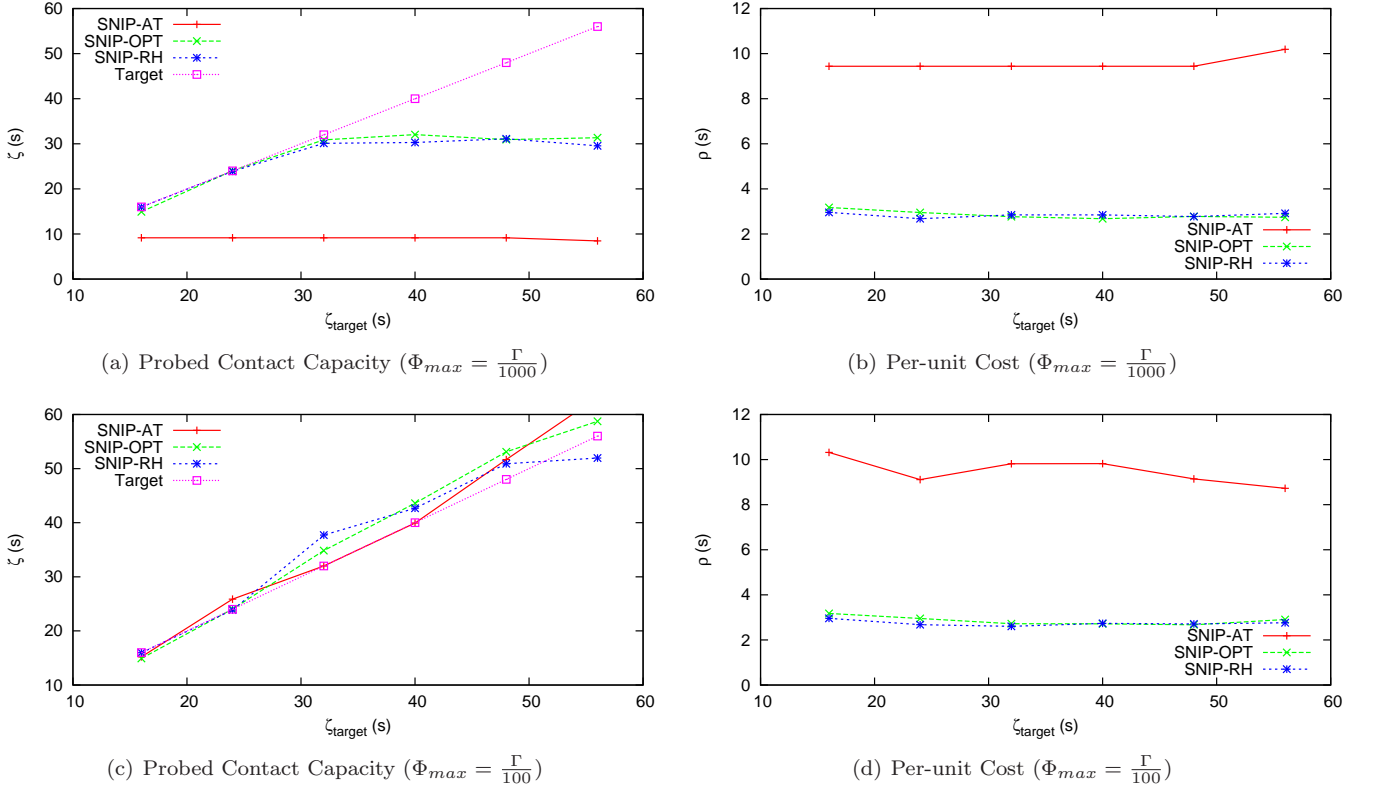 SNIP-AT
SNIP-OPT
SNIP-RH
Target
0
10
20
30
40
50
60
10
20
30
40
50
60
ζ (s)
ζtarget (s)
(a) Probed Contact Capacity (Φmax = Γ/1000)
SNIP-AT
SNIP-OPT
SNIP-RH
0
2
4
6
8
10
12
10
20
30
40
50
60
ρ (s)
ζtarget (s)
(b) Per-unit Cost (Φmax = Γ/1000)
SNIP-AT
SNIP-OPT
SNIP-RH
Target
10
20
30
40
50
60
10
20
30
40
50
60
ζ (s)
ζtarget (s)
(c) Probed Contact Capacity (Φmax = Γ/100)
SNIP-AT
SNIP-OPT
SNIP-RH
0
2
4
6
8
10
12
10
20
30
40
50
60
ρ (s)
ζtarget (s)
(d) Per-unit Cost (Φmax = Γ/100)